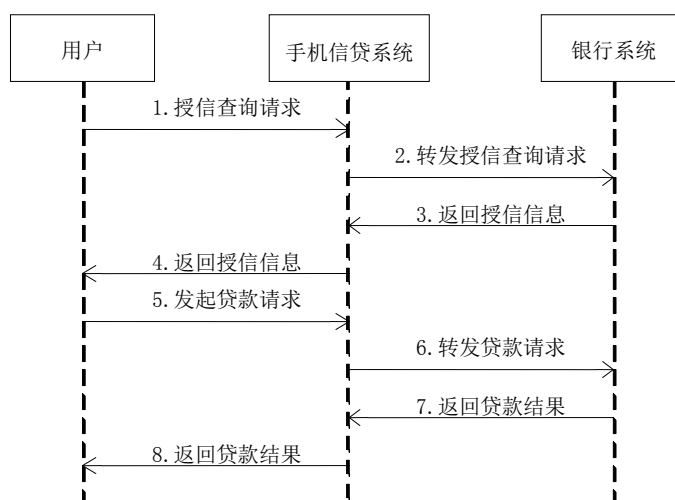 用户
手机信贷系统
银行系统
1.授信查询请求
2.转发授信查询请求
3.返回授信信息
4.返回授信信息
5.发起贷款请求
6.转发贷款请求
7.返回贷款结果
8.返回贷款结果